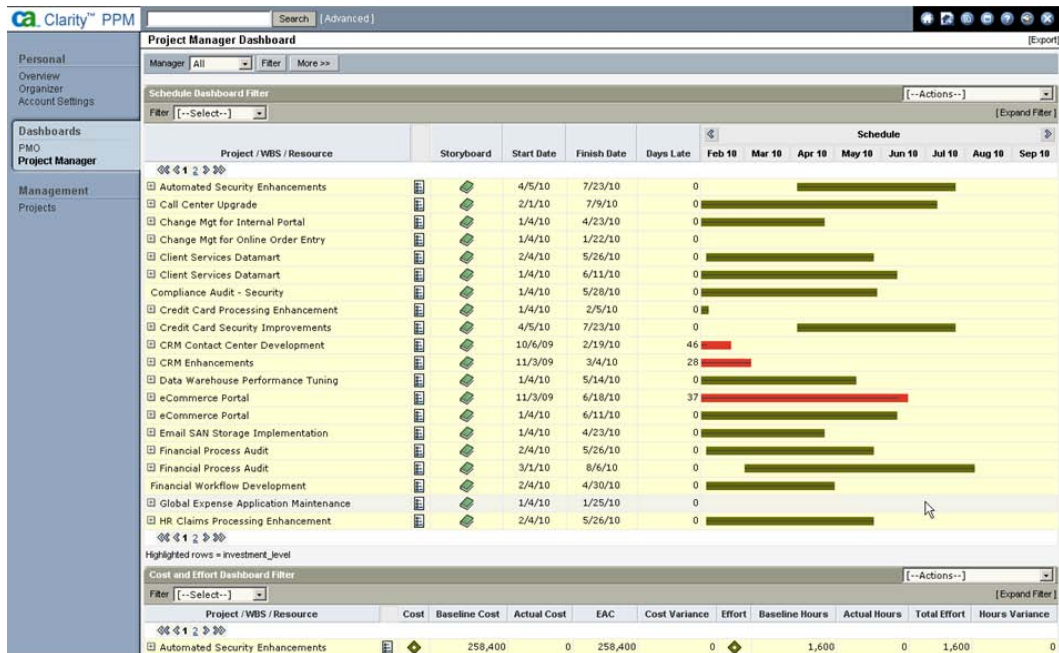 ca. Clarity™ PPM
Search [Advanced]
Personal
Overview
Organizer
Account Settings
Dashboards
PMO
Project Manager
Management
Projects
Project Manager Dashboard [Export]
Manager All Filter More >>
Schedule Dashboard Filter [--Actions--]
Filter [--Select--] [Expand Filter]
Schedule
Project / WBS / Resource Storyboard Start Date Finish Date Days Late Feb 10 Mar 10 Apr 10 May 10 Jun 10 Jul 10 Aug 10 Sep 10
1 2
Automated Security Enhancements 4/5/10 7/23/10 0
Call Center Upgrade 2/1/10 7/9/10 0
Change Mgt for Internal Portal 1/4/10 4/23/10 0
Change Mgt for Online Order Entry 1/4/10 1/22/10 0
Client Services Datamart 2/4/10 5/26/10 0
Client Services Datamart 1/4/10 6/11/10 0
Compliance Audit - Security 1/4/10 5/28/10 0
Credit Card Processing Enhancement 1/4/10 2/5/10 0
Credit Card Security Improvements 4/5/10 7/23/10 0
CRM Contact Center Development 10/6/09 2/19/10 46
CRM Enhancements 11/3/09 3/4/10 28
Data Warehouse Performance Tuning 1/4/10 5/14/10 0
eCommerce Portal 11/3/09 6/18/10 37
eCommerce Portal 1/4/10 6/11/10 0
Email SAN Storage Implementation 1/4/10 4/23/10 0
Financial Process Audit 2/4/10 5/26/10 0
Financial Process Audit 3/1/10 8/6/10 0
Financial Workflow Development 2/4/10 4/30/10 0
Global Expense Application Maintenance 1/4/10 1/25/10 0
HR Claims Processing Enhancement 2/4/10 5/26/10 0
1 2
Highlighted rows = investment_level
Cost and Effort Dashboard Filter [--Actions--]
Filter [--Select--] [Expand Filter]
Project / WBS / Resource Cost Baseline Cost Actual Cost EAC Cost Variance Effort Baseline Hours Actual Hours Total Effort Hours Variance
1 2
Automated Security Enhancements 258,400 0 258,400 0 1,600 0 1,600 0